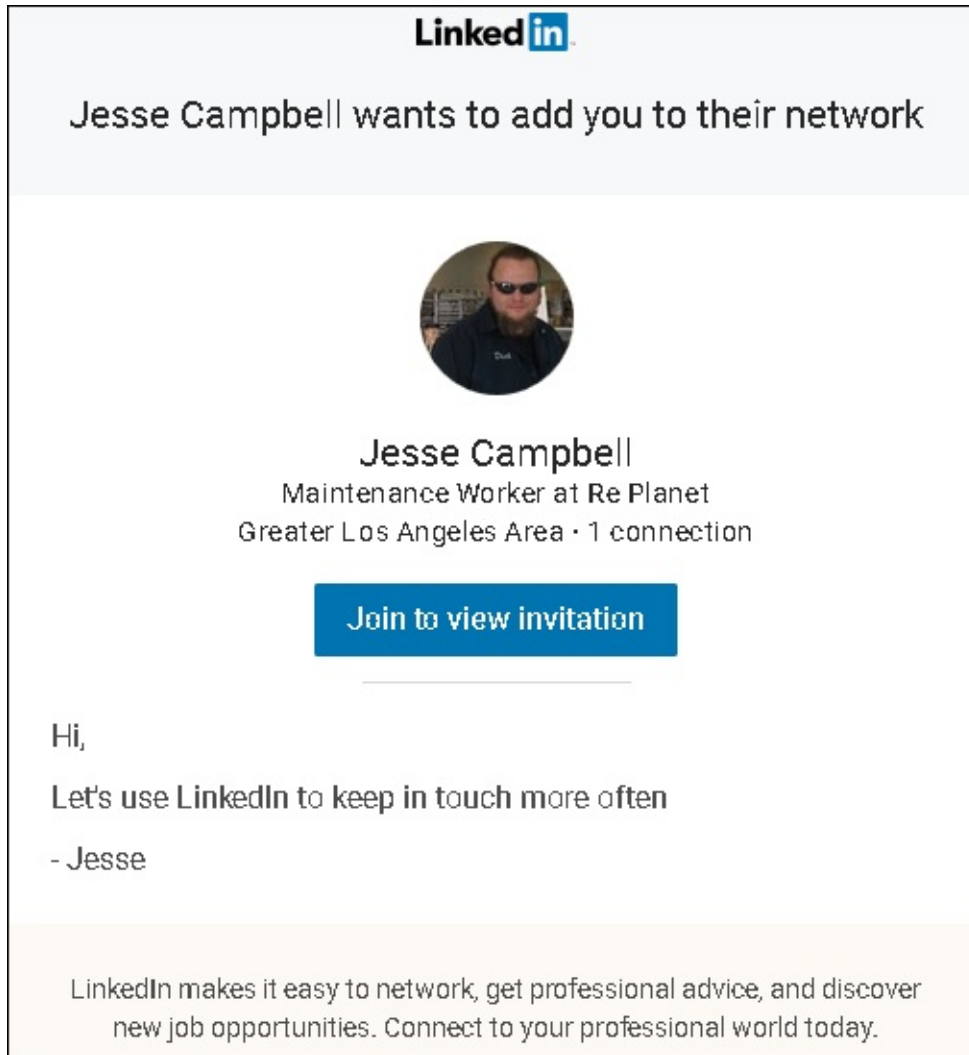 Linked in
Jesse Campbell wants to add you to their network
Jesse Campbell
Maintenance Worker at Re Planet
Greater Los Angeles Area · 1 connection
Join to view invitation
Hi,
Let's use LinkedIn to keep in touch more often
- Jesse
LinkedIn makes it easy to network, get professional advice, and discover
new job opportunities. Connect to your professional world today.